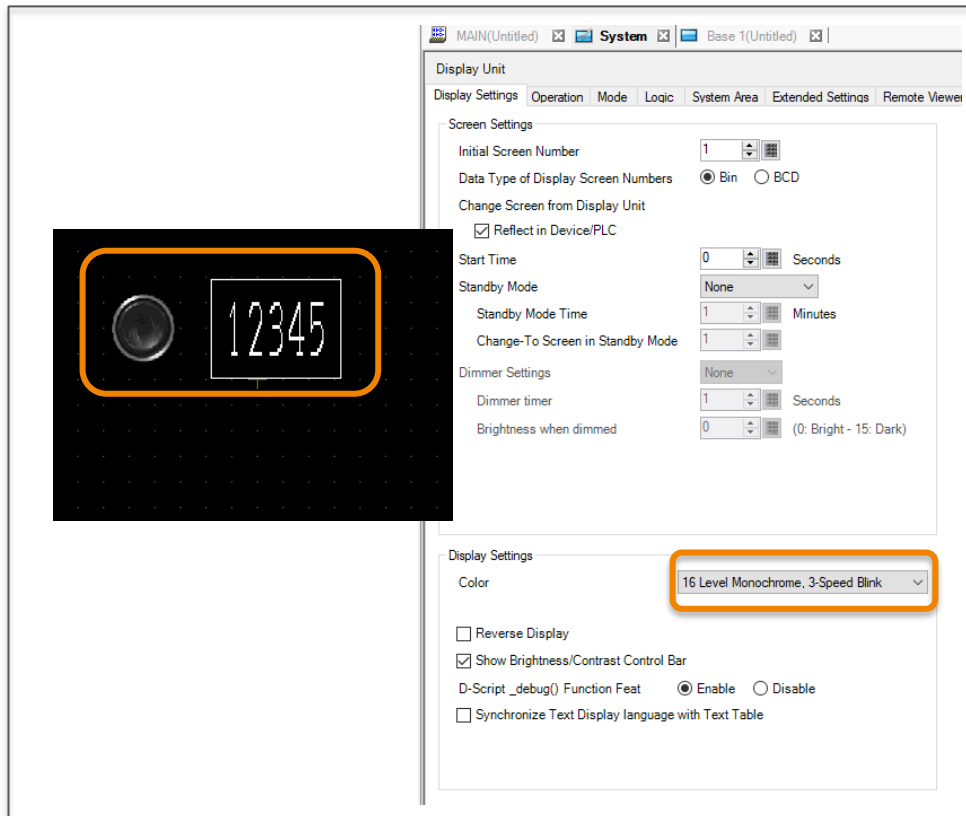 MAIN(Untitled) System Base 1(Untitled)
Display Unit
Display Settings Operation Mode Logic System Area Extended Settings Remote Viewer
Screen Settings
Initial Screen Number 1
Data Type of Display Screen Numbers Bin BCD
Change Screen from Display Unit
Reflect in Device/PLC
Start Time 0 Seconds
Standby Mode None
Standby Mode Time 1 Minutes
Change-To Screen in Standby Mode 1
Dimmer Settings None
Dimmer timer 1 Seconds
Brightness when dimmed 0 (0: Bright - 15: Dark)
12345
Display Settings
Color 16 Level Monochrome, 3-Speed Blink
Reverse Display
Show Brightness/Contrast Control Bar
D-Script _debug() Function Feat Enable Disable
Synchronize Text Display language with Text Table